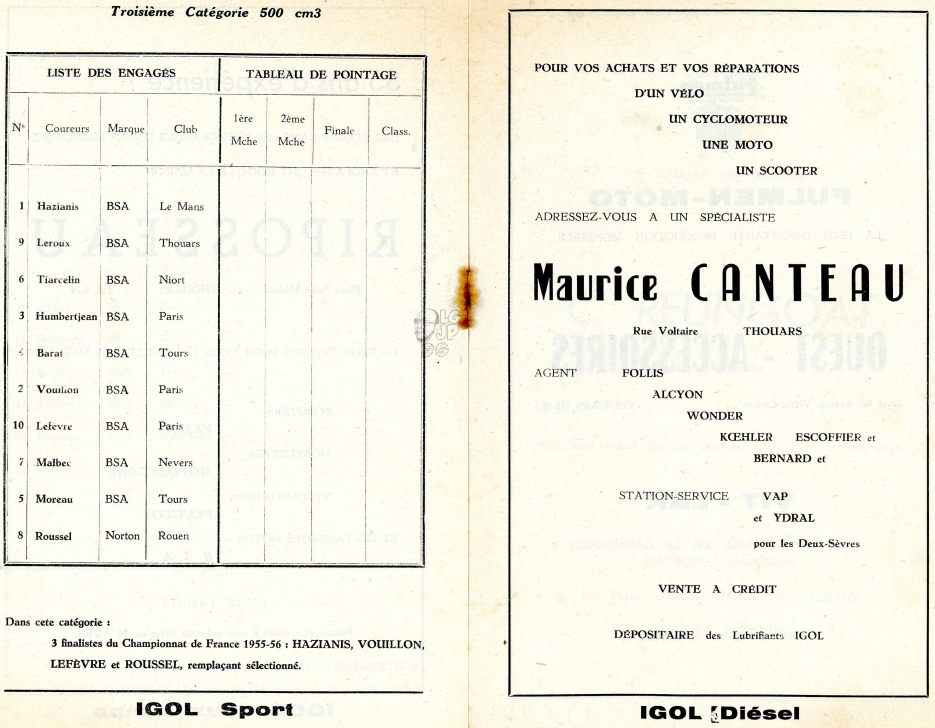 Troisième Catégorie 500 cm3
LISTE DES ENGAGÉS TABLEAU DE POINTAGE
N° Coureurs Marque Club 1ère Mche 2ème Mche Finale Class.
1 Hazianis BSA Le Mans
9 Leroux BSA Thouars
6 Tiarcelin BSA Niort
3 Humbertjean BSA Paris
Barat BSA Tours
2 Vouillon BSA Paris
10 Lefèvre BSA Paris
7 Malbec BSA Nevers
5 Moreau BSA Tours
8 Roussel Norton Rouen
Dans cete catégorie :
3 finalistes du Championnat de France 1955-56 : HAZIANIS, VOUILLON,
LEFÈVRE et ROUSSEL, remplaçant sélectionné.
IGOL Sport
POUR VOS ACHATS ET VOS RÉPARATIONS
D'UN VÉLO
UN CYCLOMOTEUR
UNE MOTO
UN SCOOTER
ADRESSEZ-VOUS A UN SPÉCIALISTE
Maurice CANTEAU
Rue Voltaire THOUARS
AGENT FOLLIS
ALCYON
WONDER
KŒHLER ESCOFFIER et
BERNARD et
STATION-SERVICE VAP
et YDRAL
pour les Deux-Sèvres
VENTE A CRÉDIT
DÉPOSITAIRE des Lubrifiants IGOL
IGOL Diésel